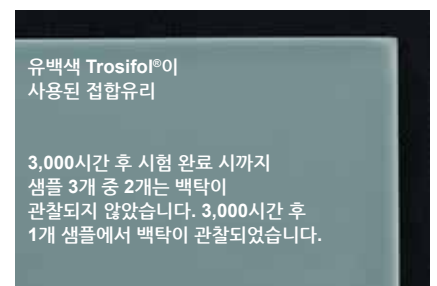 유백색 Trosifol®이
사용된 접합유리
3,000시간 후 시험 완료 시까지
샘플 3개 중 2개는 백탁이
관찰되지 않았습니다. 3,000시간 후
1개 샘플에서 백탁이 관찰되었습니다.